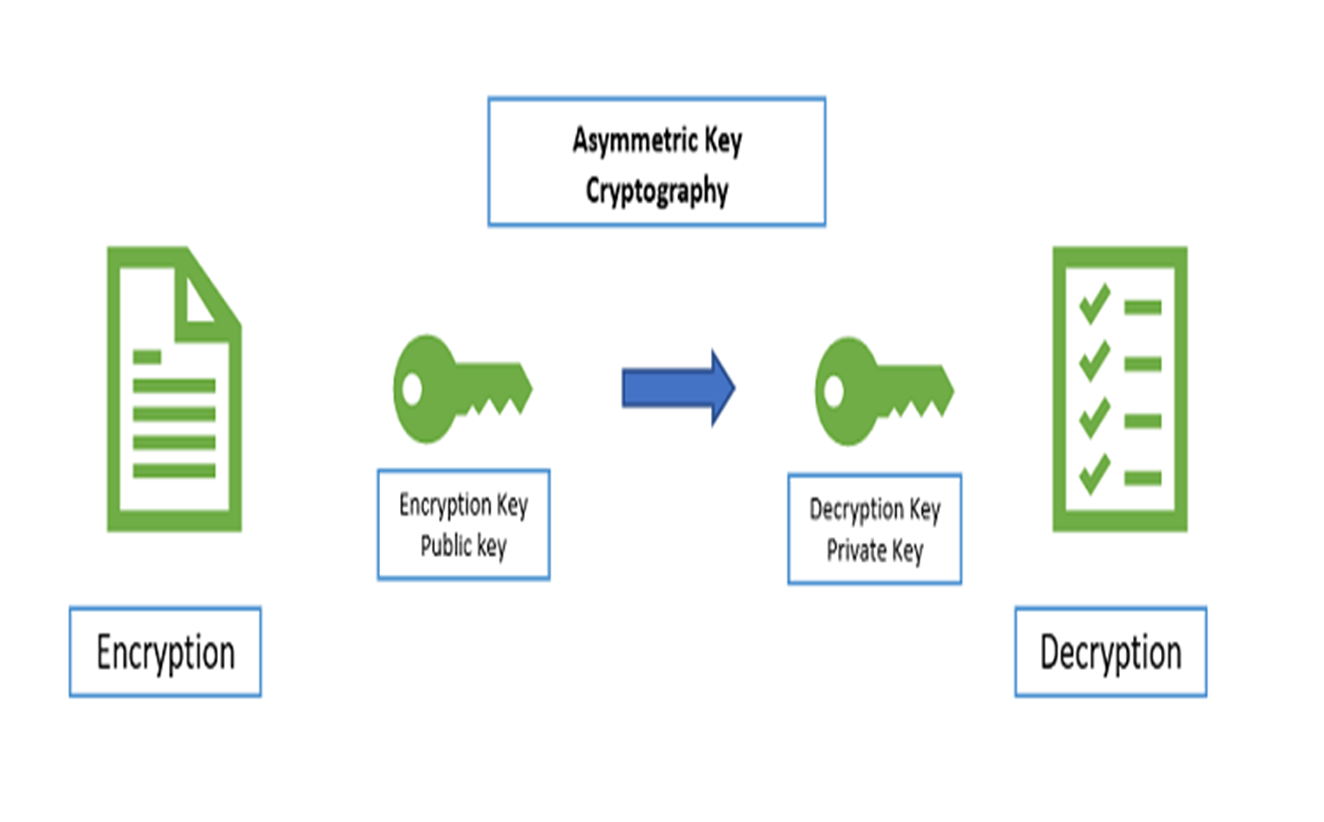 Asymmetric Key
Cryptography
Encryption Key
Public key
Decryption Key
Private Key
Encryption
Decryption